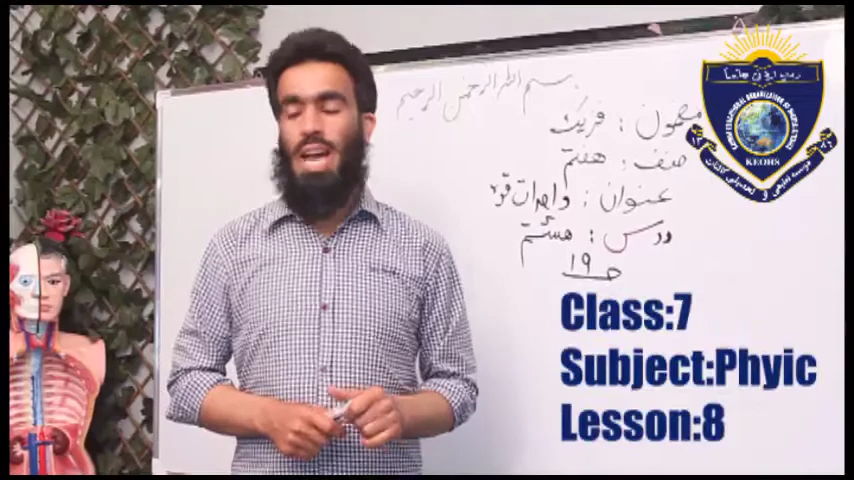 بسم الله الرحمن الرحیم
مضمون : فزیک
صنف : هفتم
عنوان : واحدات قوه
درس : هشتم
ص ۱۹
KEOHS
Class:7
Subject:Phyic
Lesson:8